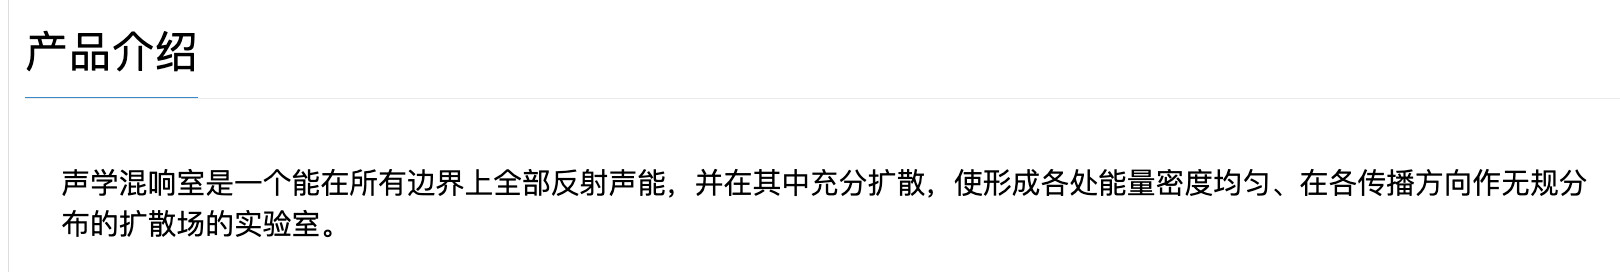 产品介绍
声学混响室是一个能在所有边界上全部反射声能，并在其中充分扩散，使形成各处能量密度均匀、在各传播方向作无规分
布的扩散场的实验室。